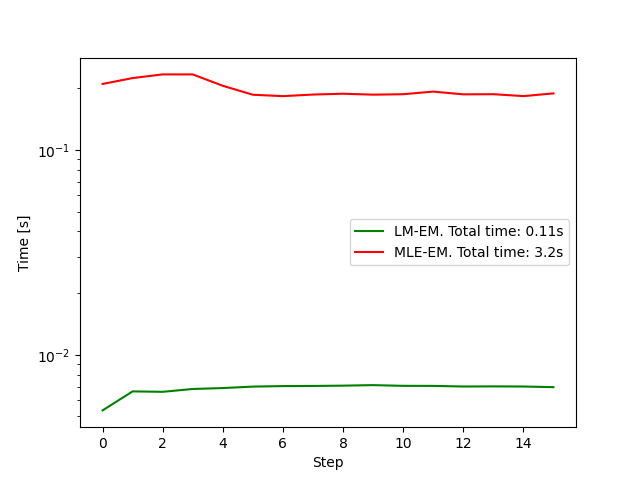 10⁻¹
10⁻²
Time [s]
LM-EM. Total time: 0.11s
MLE-EM. Total time: 3.2s
0 2 4 6 8 10 12 14
Step